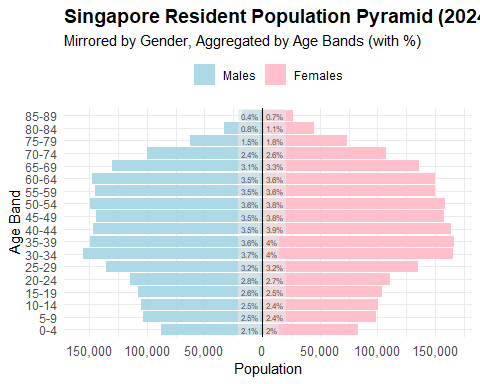 Singapore Resident Population Pyramid (2024
Mirrored by Gender, Aggregated by Age Bands (with %)
Males Females
85-89 0.4% 0.7%
80-84 0.8% 1.1%
75-79 1.5% 1.8%
70-74 2.4% 2.6%
65-69 3.1% 3.3%
60-64 3.5% 3.6%
55-59 3.5% 3.6%
50-54 3.6% 3.8%
45-49 3.5% 3.8%
40-44 3.5% 3.9%
35-39 3.6% 4%
30-34 3.7% 4%
25-29 3.2% 3.2%
20-24 2.8% 2.7%
15-19 2.6% 2.5%
10-14 2.5% 2.4%
5-9 2.5% 2.4%
0-4 2.1% 2%
Age Band
150,000 100,000 50,000 0 50,000 100,000 150,000
Population